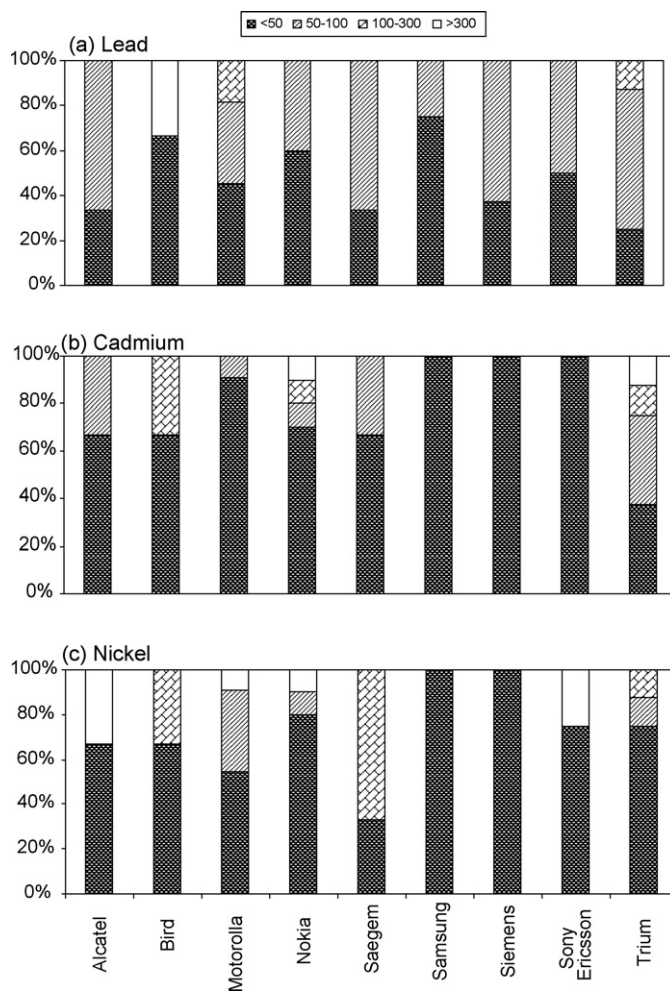 <50 50-100 100-300 >300
(a) Lead
100%
80%
60%
40%
20%
0%
(b) Cadmium
100%
80%
60%
40%
20%
0%
(c) Nickel
100%
80%
60%
40%
20%
0%
Alcatel
Bird
Motorolla
Nokia
Saegem
Samsung
Siemens
Sony
Ericsson
Trium